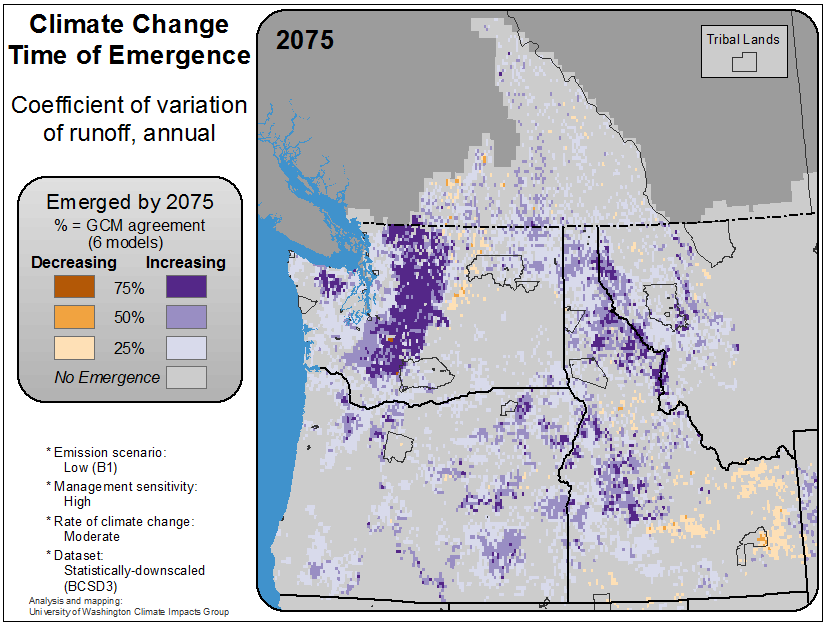 Climate Change
Time of Emergence
Coefficient of variation
of runoff, annual
Emerged by 2075
% = GCM agreement
(6 models)
Decreasing Increasing
75%
50%
25%
No Emergence
* Emission scenario:
Low (B1)
* Management sensitivity:
High
* Rate of climate change:
Moderate
* Dataset:
Statistically-downscaled
(BCSD3)
Analysis and mapping:
University of Washington Climate Impacts Group
2075
Tribal Lands